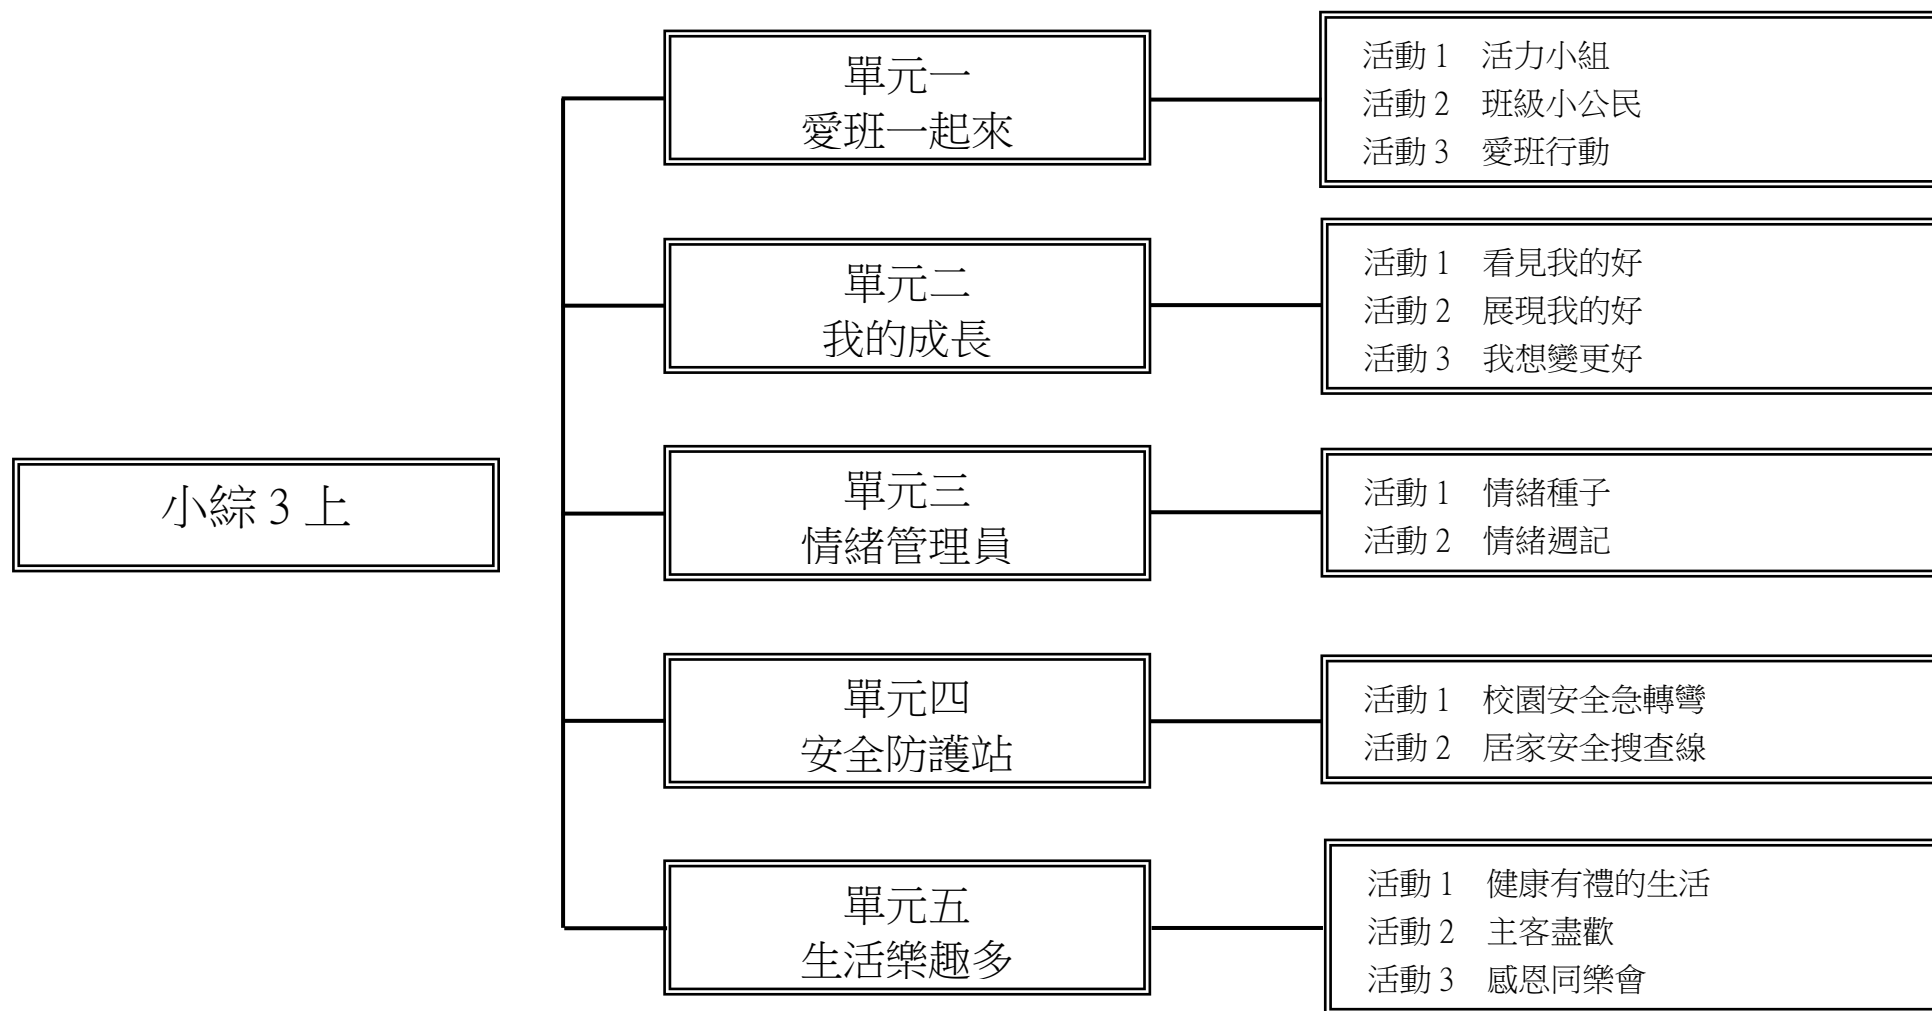 小綜 3 上
單元一
愛班一起來
活動 1 活力小組
活動 2 班級小公民
活動 3 愛班行動
單元二
我的成長
活動 1 看見我的好
活動 2 展現我的好
活動 3 我想變更好
單元三
情緒管理員
活動 1 情緒種子
活動 2 情緒週記
單元四
安全防護站
活動 1 校園安全急轉彎
活動 2 居家安全搜查線
單元五
生活樂趣多
活動 1 健康有禮的生活
活動 2 主客盡歡
活動 3 感恩同樂會